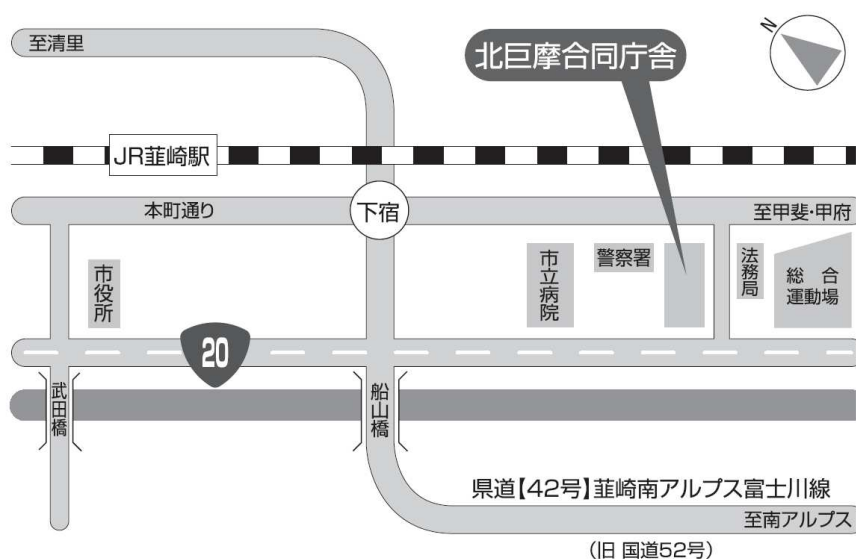 至清里
北巨摩合同庁舎
N
JR韮崎駅
本町通り
下宿
至甲斐・甲府
市役所
市立病院
警察署
法務局
総合
運動場
20
武田橋
船山橋
県道【42号】韮崎南アルプス富士川線
至南アルプス
(旧 国道52号)